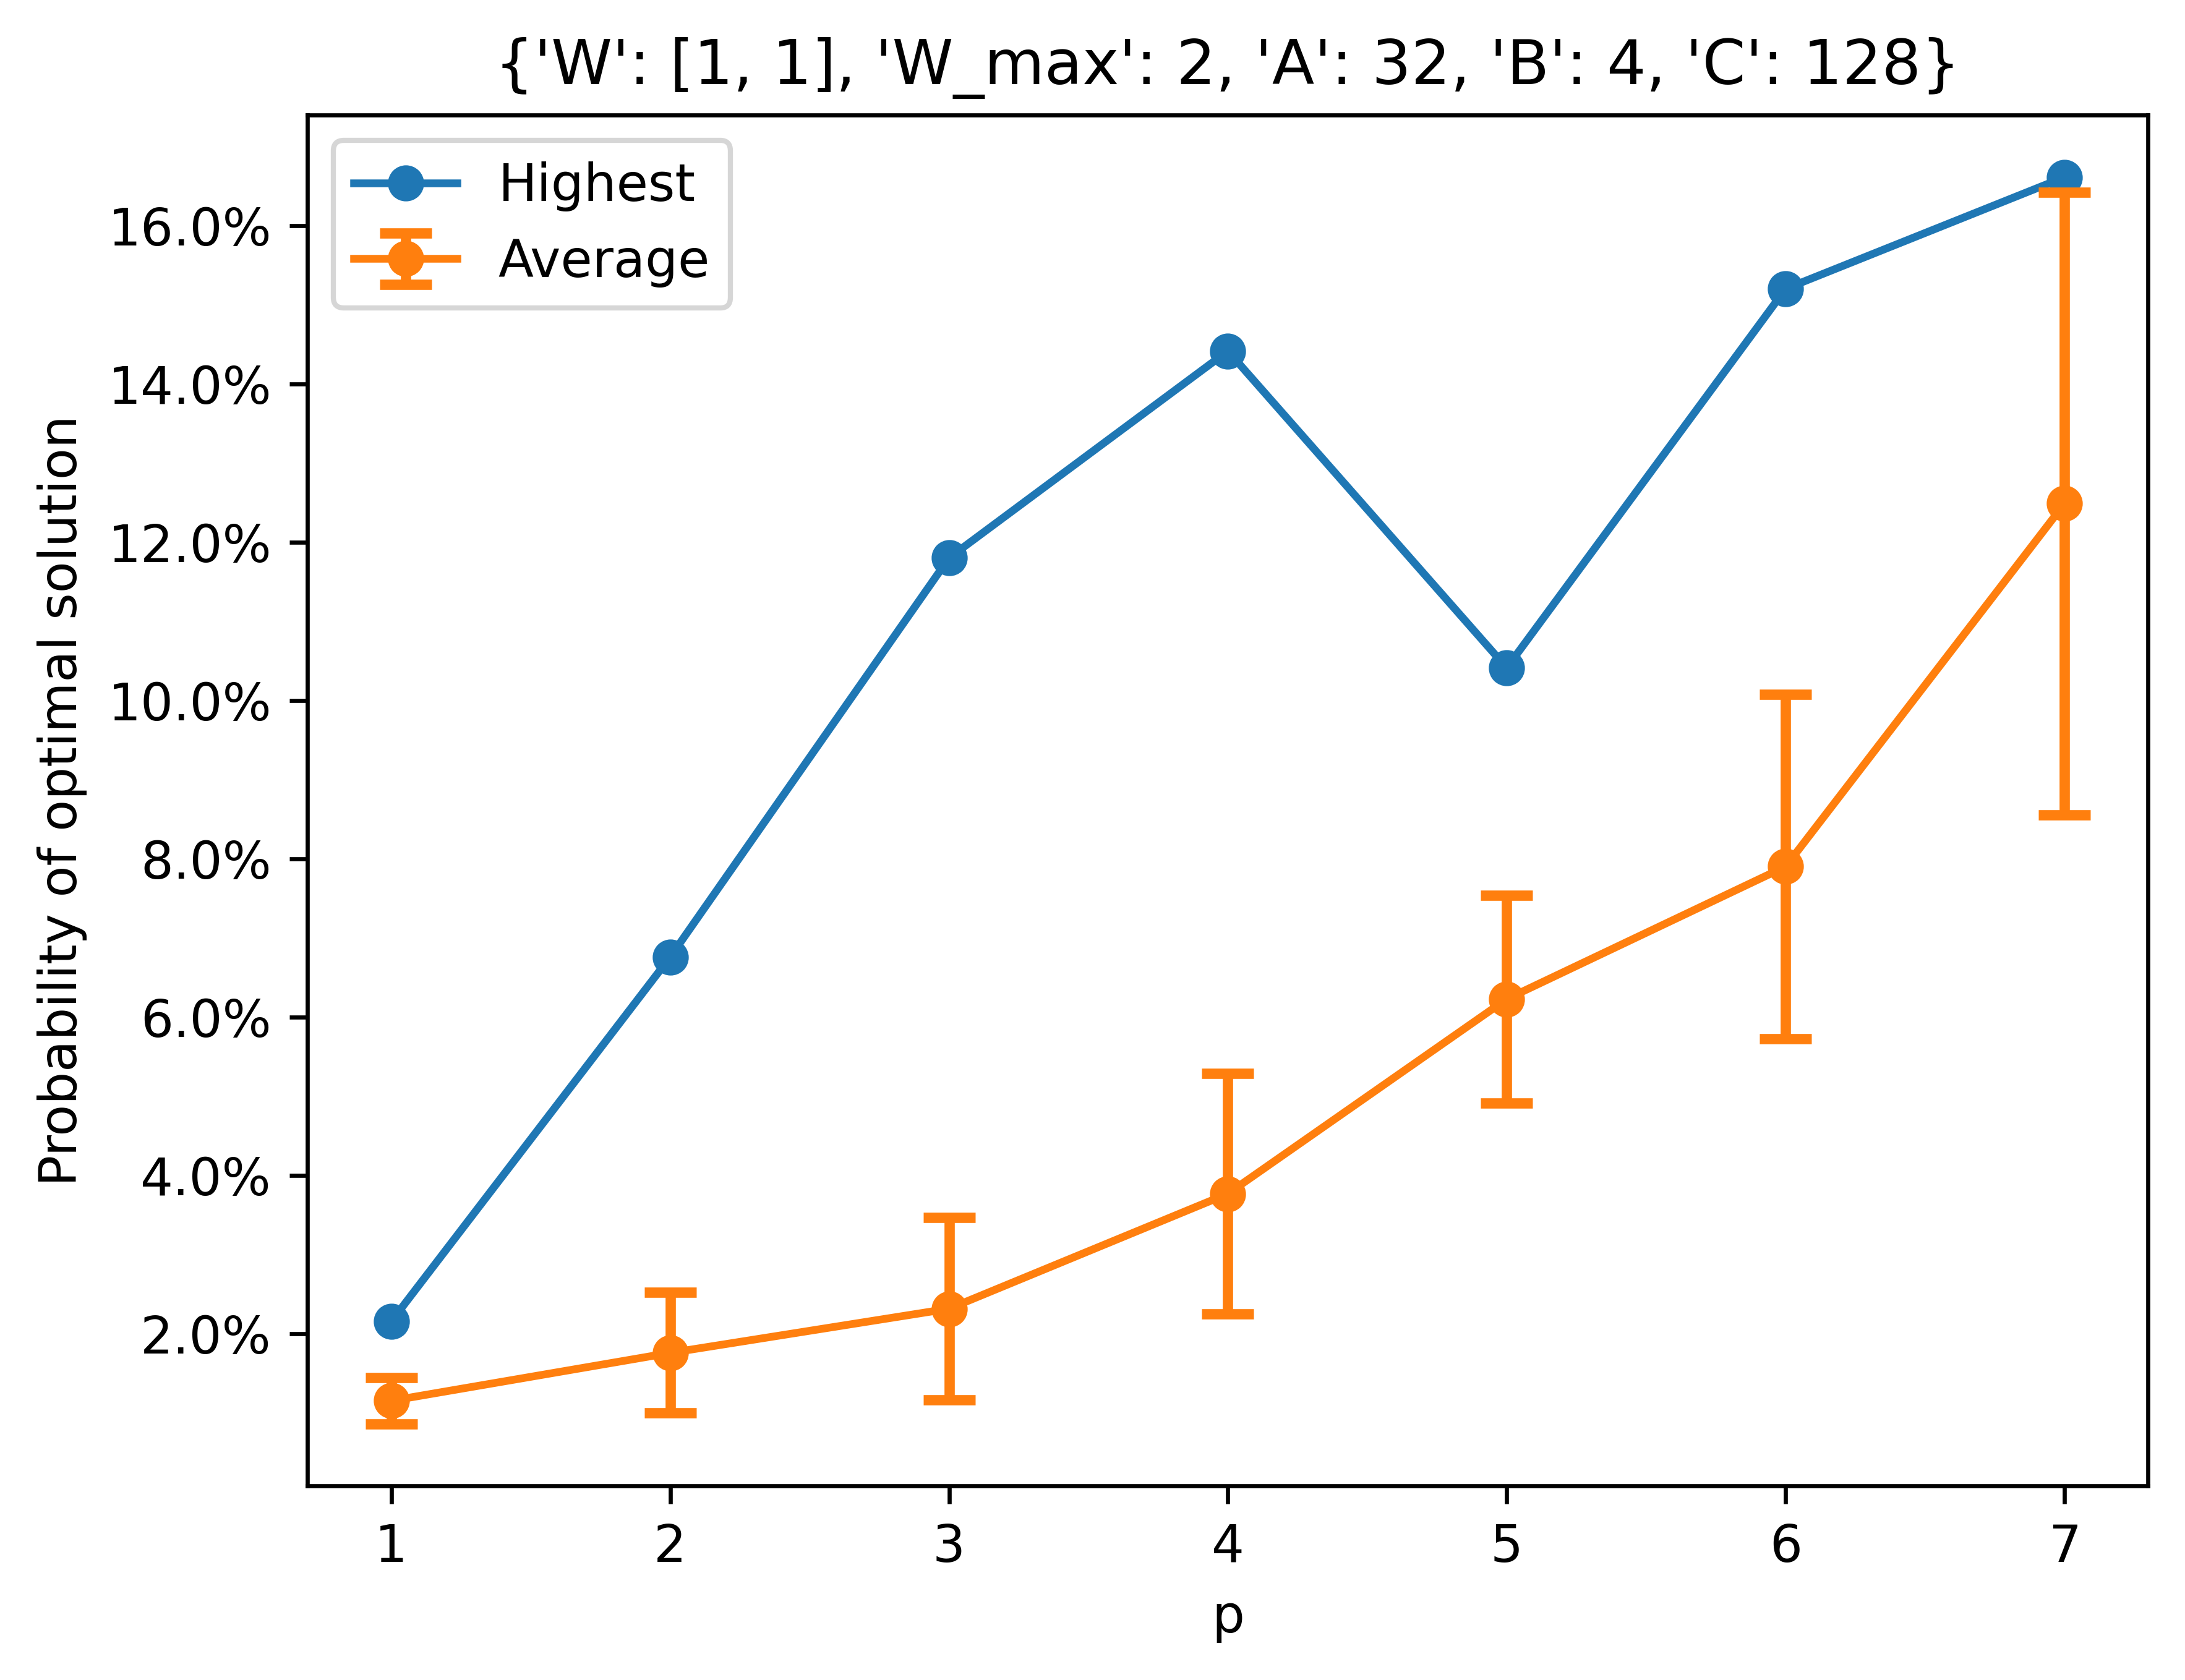 {'W': [1, 1], 'W_max': 2, 'A': 32, 'B': 4, 'C': 128}
Highest
Average
Probability of optimal solution
16.0%
14.0%
12.0%
10.0%
8.0%
6.0%
4.0%
2.0%
1 2 3 4 5 6 7
p